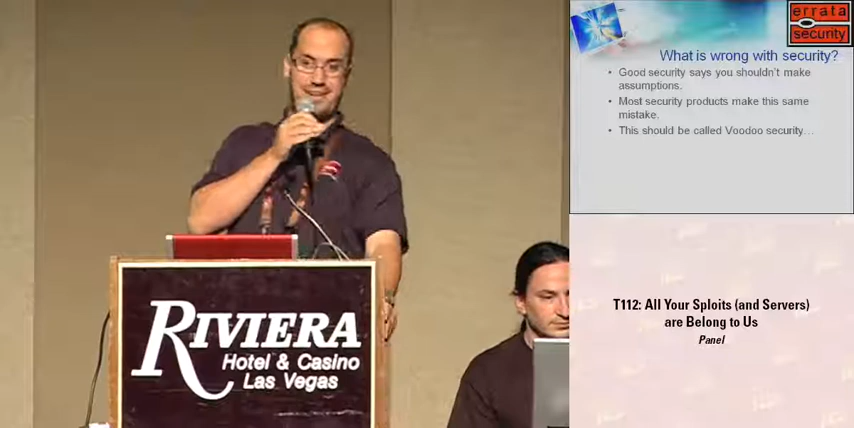 RIVIERA
Hotel & Casino
Las Vegas
errata
security
What is wrong with security?
• Good security says you shouldn't make
assumptions.
• Most security products make this same
mistake.
• This should be called Voodoo security...
T112: All Your Sploits (and Servers)
are Belong to Us
Panel